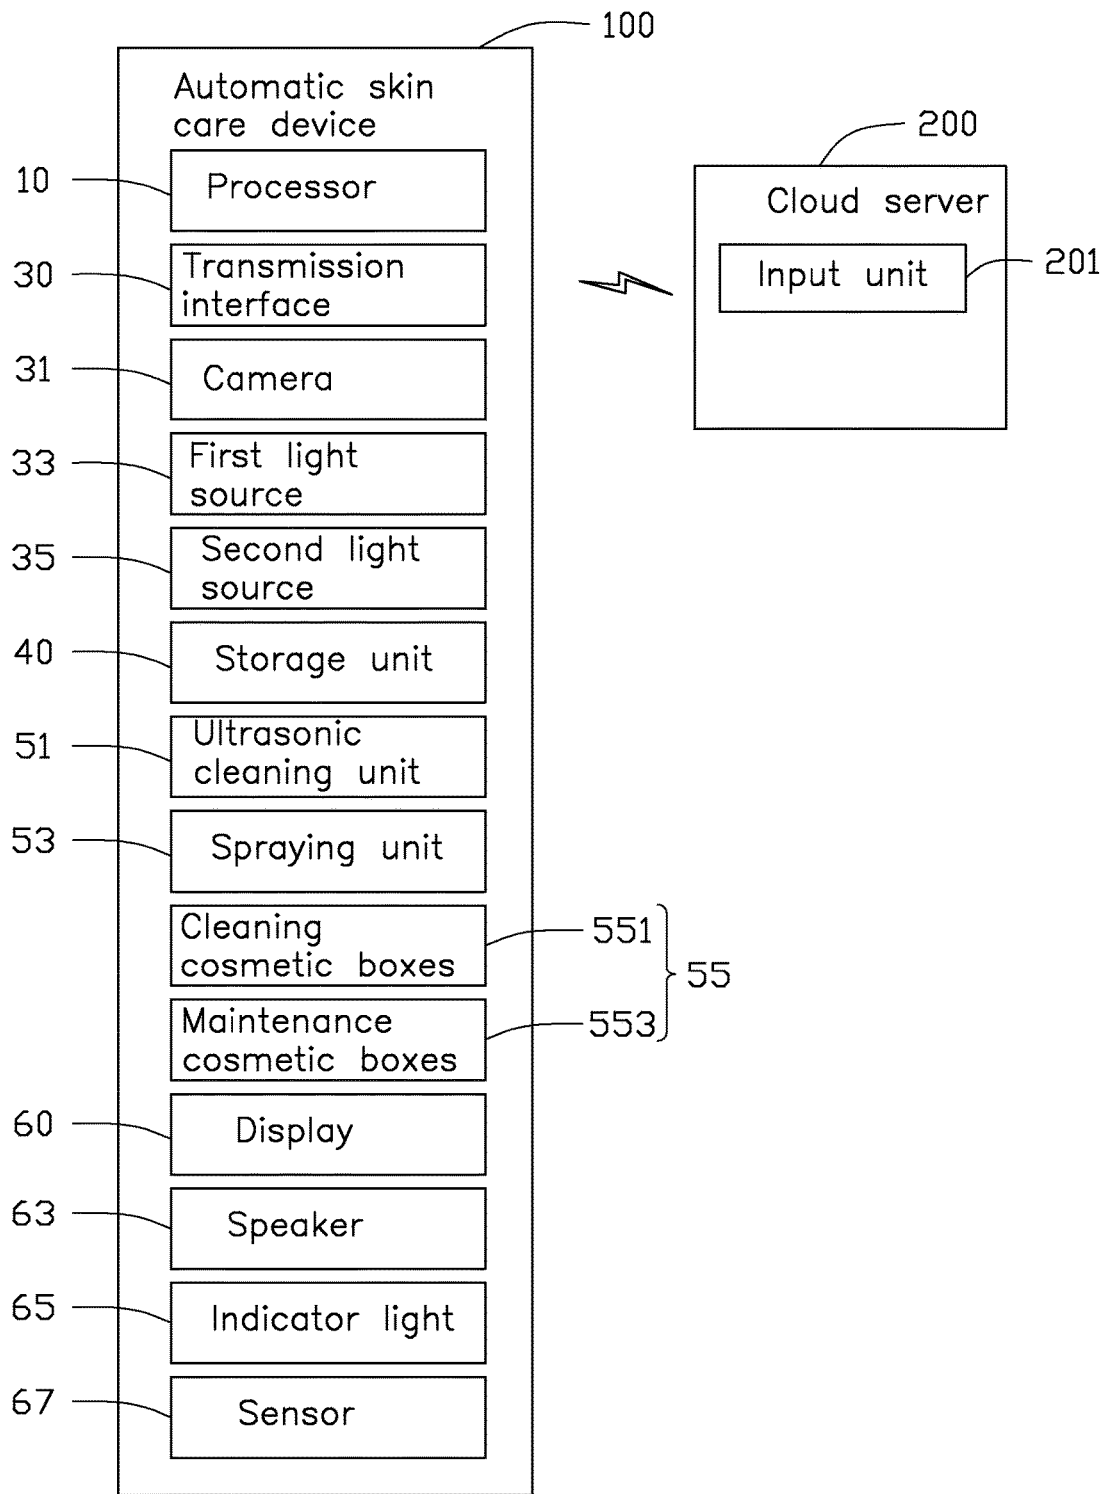 100
Automatic skin
care device
200
10
Processor
Cloud server
30
Transmission
interface
Input unit
201
31
Camera
33
First light
source
35
Second light
source
40
Storage unit
51
Ultrasonic
cleaning unit
53
Spraying unit
Cleaning
cosmetic boxes
551
55
Maintenance
cosmetic boxes
553
60
Display
63
Speaker
65
Indicator light
67
Sensor